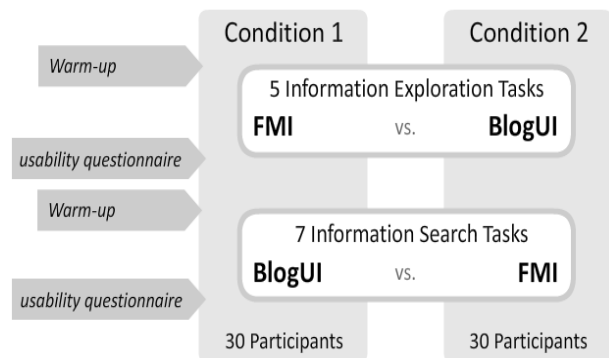 Condition 1
Condition 2
Warm-up
5 Information Exploration Tasks
FMI vs. BlogUI
usability questionnaire
Warm-up
7 Information Search Tasks
BlogUI vs. FMI
usability questionnaire
30 Participants
30 Participants